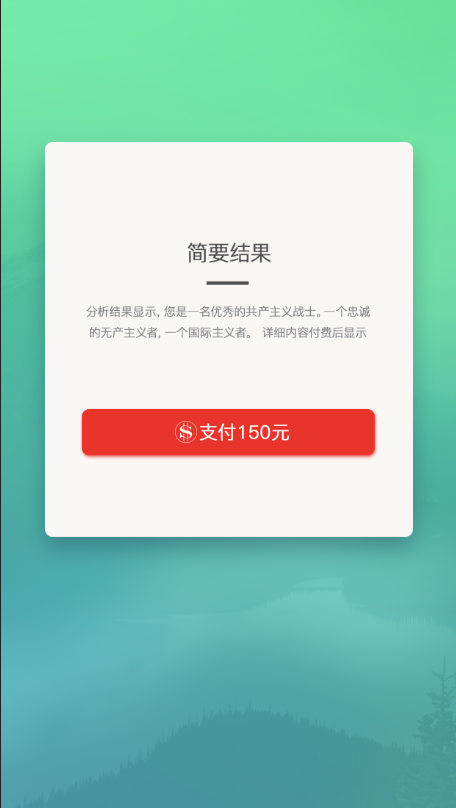 简要结果
分析结果显示, 您是一名优秀的共产主义战士。一个忠诚
的无产主义者, 一个国际主义者。 详细内容付费后显示
支付150元